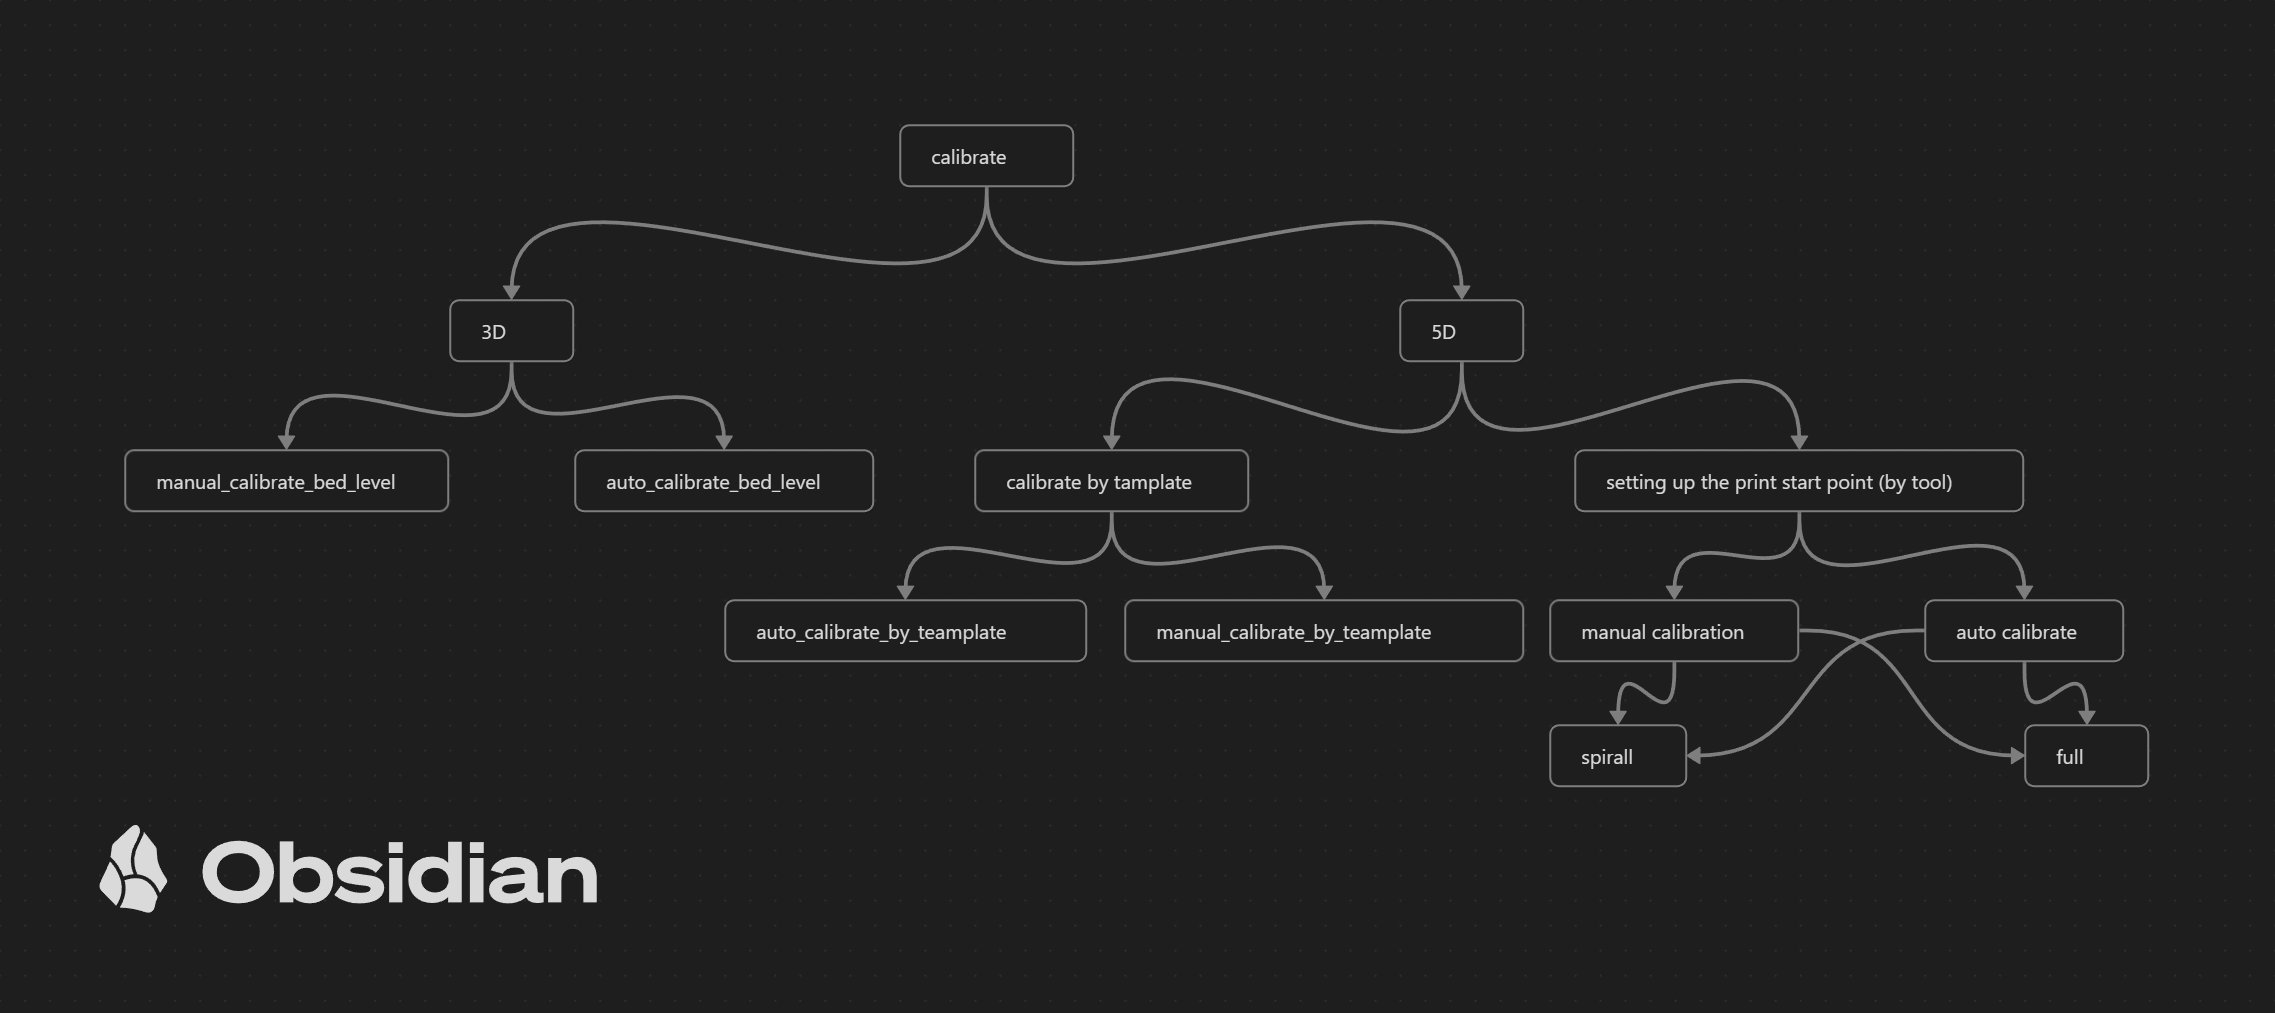 calibrate
3D
5D
manual_calibrate_bed_level
auto_calibrate_bed_level
calibrate by tamplate
setting up the print start point (by tool)
auto_calibrate_by_teamplate
manual_calibrate_by_teamplate
manual calibration
auto calibrate
spirall
full
Obsidian